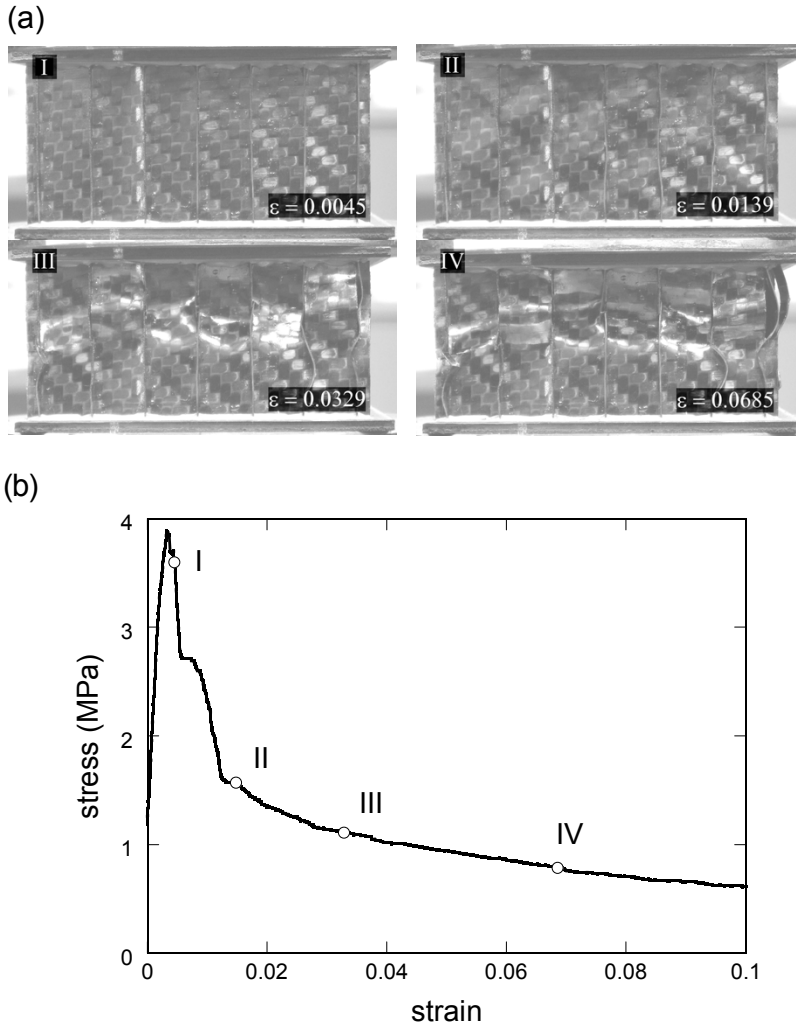 (a)
I
II
ε = 0.0045
ε = 0.0139
III
IV
ε = 0.0329
ε = 0.0685
(b)
4
I
3
stress (MPa)
2
II
III
IV
1
0
0
0.02
0.04
0.06
0.08
0.1
strain